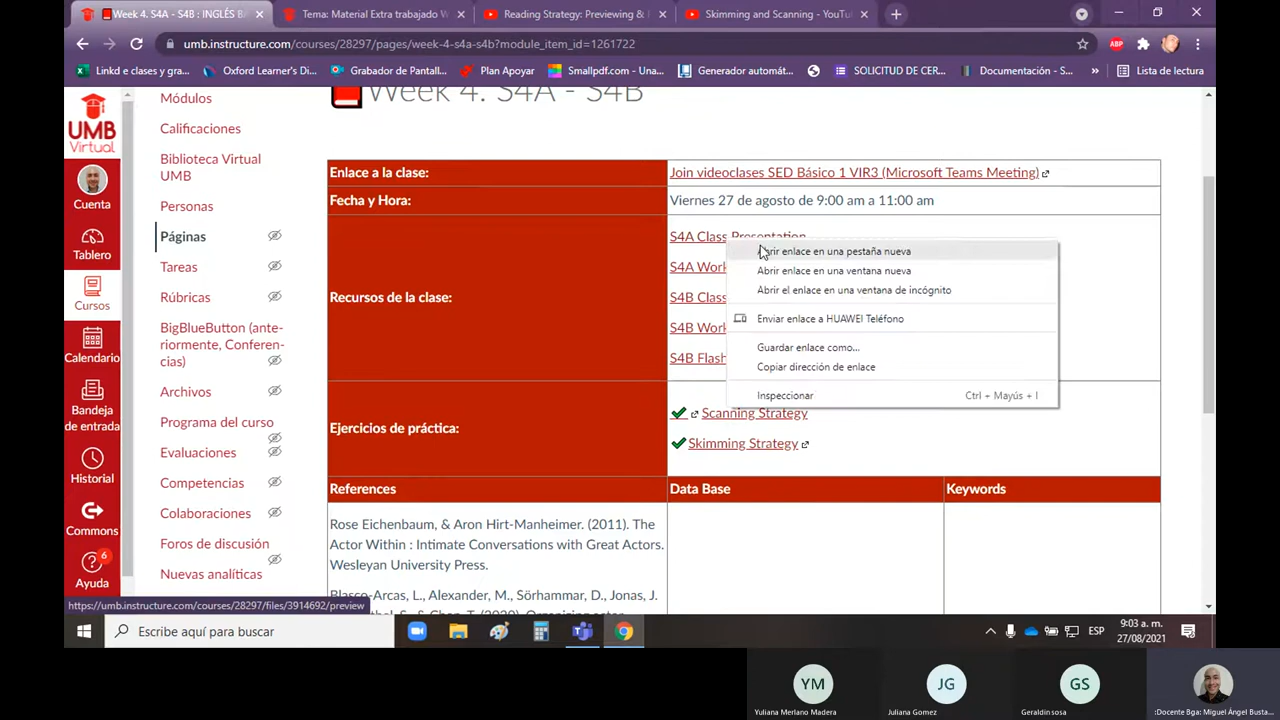 Week 4. S4A - S4B : INGLÉS BÁ
Tema: Material Extra trabajado W
Reading Strategy: Previewing &
Skimming and Scanning - YouTu
umb.instructure.com/courses/28297/pages/week-4-s4a-s4b?module_item_id=1261722
ABP
Linkd e clases y gra...
Oxford Learner's Di...
Grabador de Pantall...
Plan Apoyar
Smallpdf.com - Una...
Generador automát...
SOLICITUD DE CER...
Documentación - S...
»
Lista de lectura
UMB
Virtual
Cuenta
Tablero
Cursos
Calendario
Bandeja
de entrada
Historial
Commons
6
Ayuda
Módulos
Calificaciones
Biblioteca Virtual
UMB
Personas
Páginas
Tareas
Rúbricas
BigBlueButton (ante-
riormente, Conferen-
cias)
Archivos
Programa del curso
Evaluaciones
Competencias
Colaboraciones
Foros de discusión
Nuevas analíticas
Week 4. S4A - S4B
Enlace a la clase:
Join videoclases SED Básico 1 VIR3 (Microsoft Teams Meeting)
Fecha y Hora:
Viernes 27 de agosto de 9:00 am a 11:00 am
Recursos de la clase:
S4A Class Presentation
S4A Work
S4B Class
S4B Work
S4B Flash
Abrir enlace en una pestaña nueva
Abrir enlace en una ventana nueva
Abrir el enlace en una ventana de incógnito
Enviar enlace a HUAWEI Teléfono
Guardar enlace como...
Copiar dirección de enlace
Inspeccionar Ctrl + Mayús + I
Ejercicios de práctica:
Scanning Strategy
Skimming Strategy
References
Data Base
Keywords
Rose Eichenbaum, & Aron Hirt-Manheimer. (2011). The
Actor Within : Intimate Conversations with Great Actors.
Wesleyan University Press.
Blasco-Arcas, L., Alexander, M., Sörhammar, D., Jonas, J.
https://umb.instructure.com/courses/28297/files/3914692/preview
Escribe aquí para buscar
ESP
9:03 a. m.
27/08/2021
YM
Yuliana Merlano Madera
JG
Juliana Gomez
GS
Geraldin sosa
:Docente Bga: Miguel Ángel Busta...